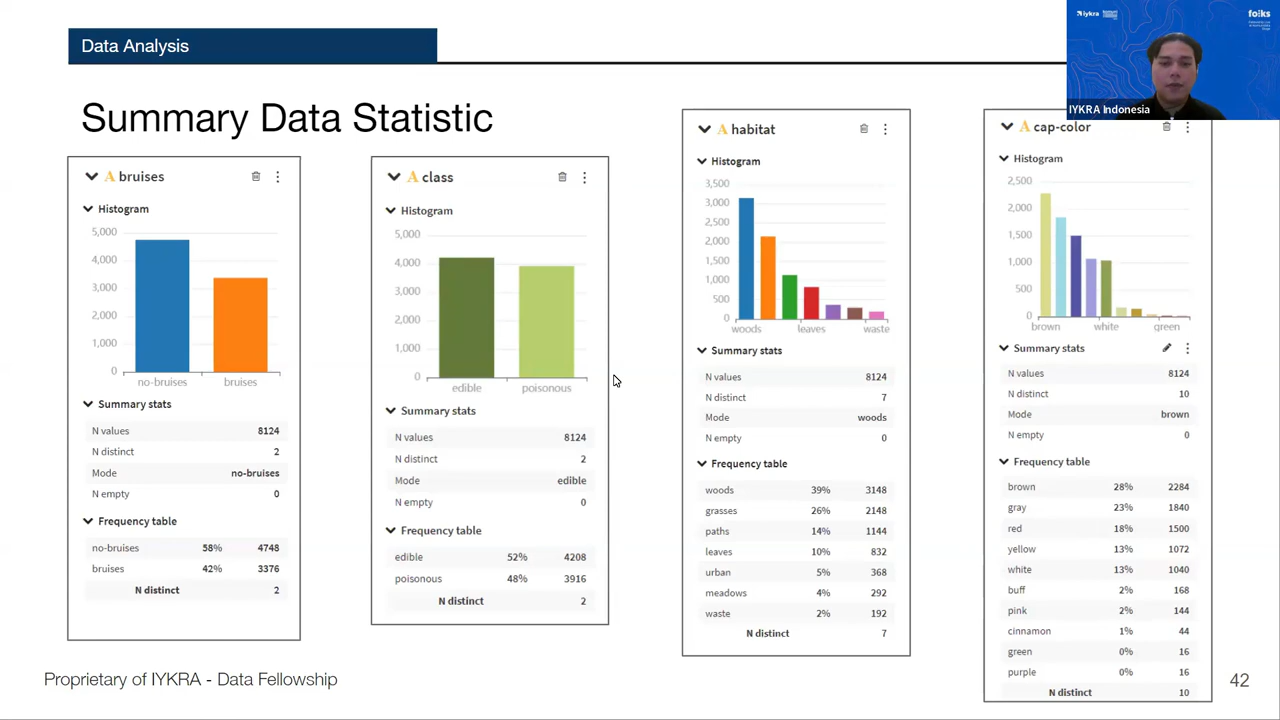 Data Analysis
Summary Data Statistic
iykra
foiks
IYKRA Indonesia
A bruises
Histogram
5,000
4,000
3,000
2,000
1,000
0
no-bruises bruises
Summary stats
N values 8124
N distinct 2
Mode no-bruises
N empty 0
Frequency table
no-bruises 58% 4748
bruises 42% 3376
N distinct 2
A class
Histogram
5,000
4,000
3,000
2,000
1,000
0
edible poisonous
Summary stats
N values 8124
N distinct 2
Mode edible
N empty 0
Frequency table
edible 52% 4208
poisonous 48% 3916
N distinct 2
A habitat
Histogram
3,500
3,000
2,500
2,000
1,500
1,000
500
0
woods leaves waste
Summary stats
N values 8124
N distinct 7
Mode woods
N empty 0
Frequency table
woods 39% 3148
grasses 26% 2148
paths 14% 1144
leaves 10% 832
urban 5% 368
meadows 4% 292
waste 2% 192
N distinct 7
A cap-color
Histogram
2,500
2,000
1,500
1,000
500
0
brown white green
Summary stats
N values 8124
N distinct 10
Mode brown
N empty 0
Frequency table
brown 28% 2284
gray 23% 1840
red 18% 1500
yellow 13% 1072
white 13% 1040
buff 2% 168
pink 2% 144
cinnamon 1% 44
green 0% 16
purple 0% 16
N distinct 10
Proprietary of IYKRA - Data Fellowship
42